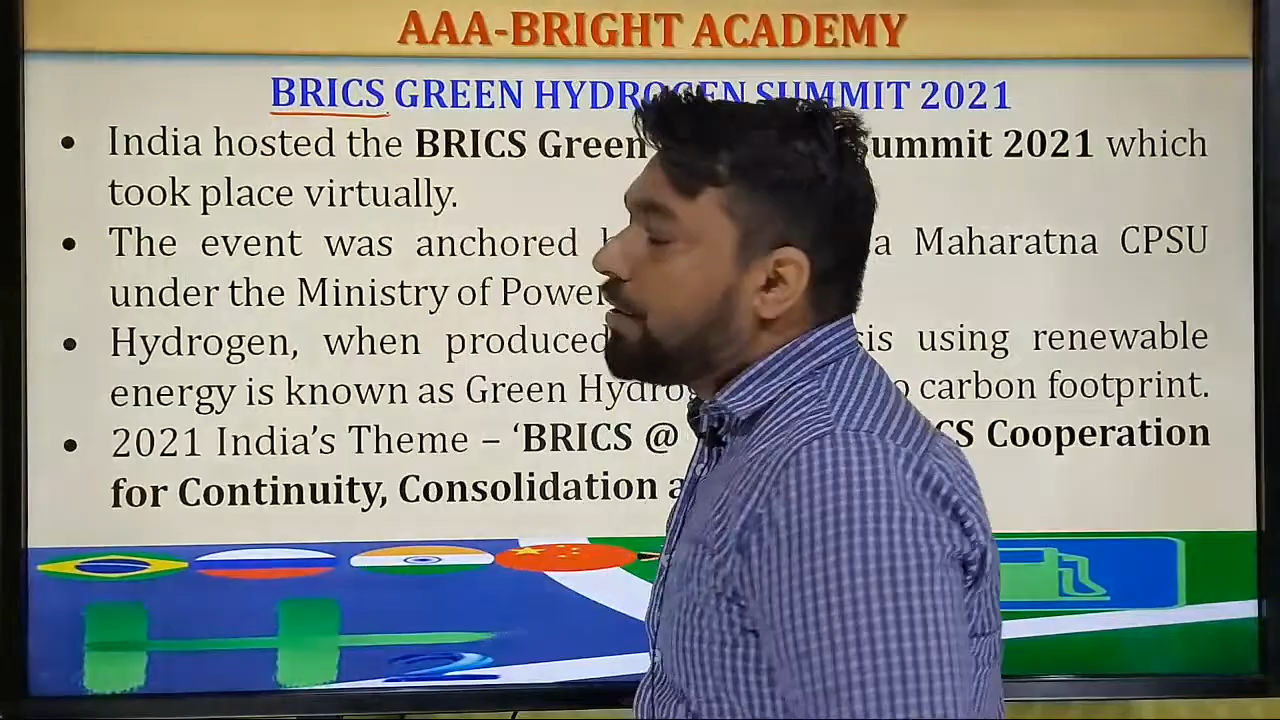 AAA-BRIGHT ACADEMY
BRICS GREEN HYDROGEN SUMMIT 2021
India hosted the BRICS Green ummit 2021 which
took place virtually.
The event was anchored a Maharatna CPSU
under the Ministry of Power
Hydrogen, when produced sis using renewable
energy is known as Green Hydro o carbon footprint.
2021 India’s Theme – ‘BRICS @ CS Cooperation
for Continuity, Consolidation a
H2